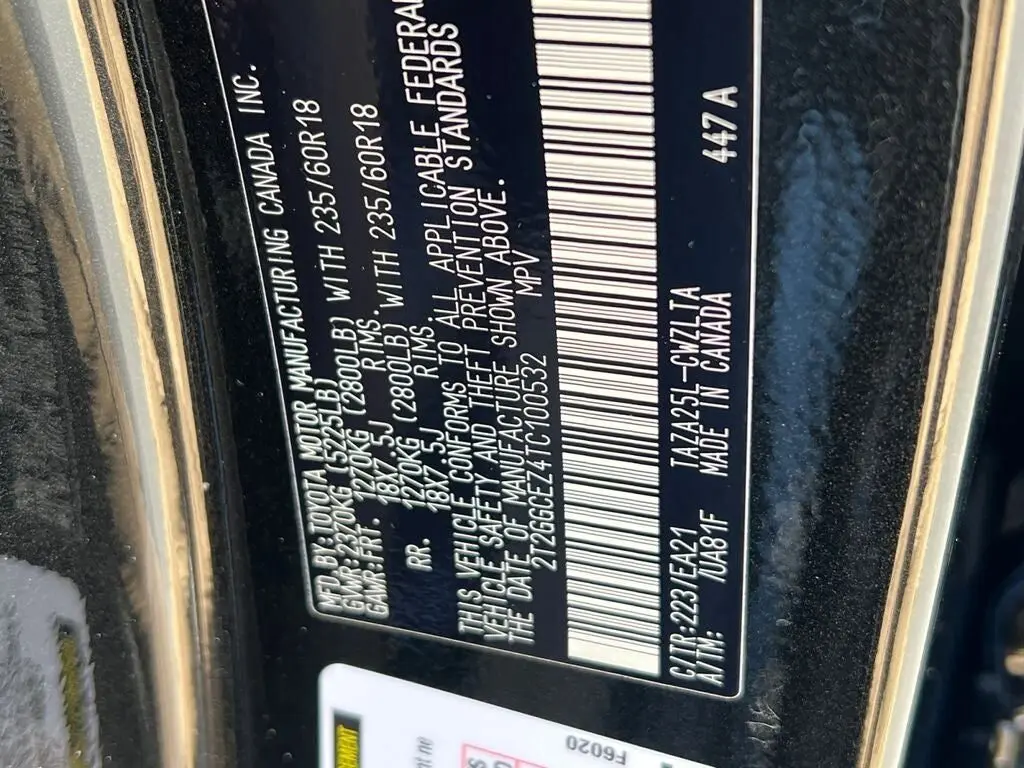 MFD.BY:TOYOTA MOTOR MANUFACTURING CANADA INC.
GVWR:2370KG (5225LB)
GAWR:FRT. 1270KG (2800LB) WITH 235/60R18
18X7.5J RIMS.
RR. 1270KG (2800LB) WITH 235/60R18
18X7.5J RIMS.
THIS VEHICLE CONFORMS TO ALL APPLICABLE FEDERAL
VEHICLE SAFETY AND THEFT PREVENTION STANDARDS
THE DATE OF MANUFACTURE SHOWN ABOVE.
2T2GGCEZ4TC100532 MPV
C/TR:2237/EA21 TAZA25L-CWZLTA 447A
A/TM: /0A81F MADE IN CANADA
F6020